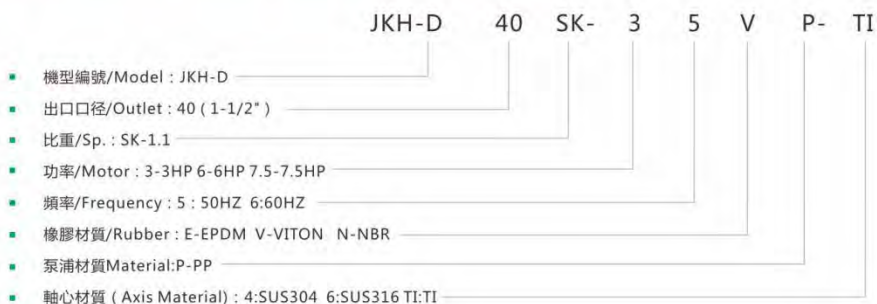 JKH-D 40 SK- 3 5 V P- TI
機型編號/Model : JKH-D
出口口径/Outlet : 40 ( 1-1/2" )
比重/Sp. : SK-1.1
功率/Motor : 3-3HP 6-6HP 7.5-7.5HP
頻率/Frequency : 5 : 50HZ 6:60HZ
橡膠材質/Rubber : E-EPDM V-VITON N-NBR
泵浦材質Material:P-PP
軸心材質 ( Axis Material) : 4:SUS304 6:SUS316 TI:TI